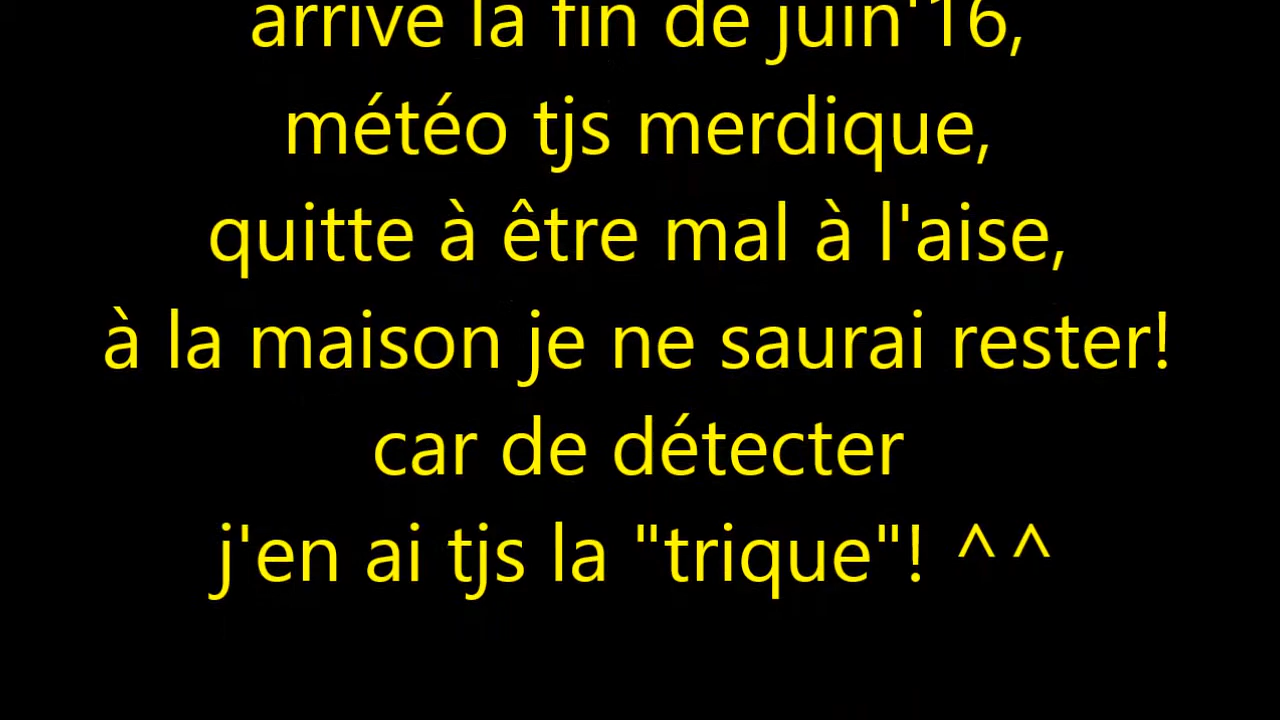 arrive la fin de juin'16,
météo tjs merdique,
quitte à être mal à l'aise,
à la maison je ne saurai rester!
car de détecter
j'en ai tjs la "trique"! ^^